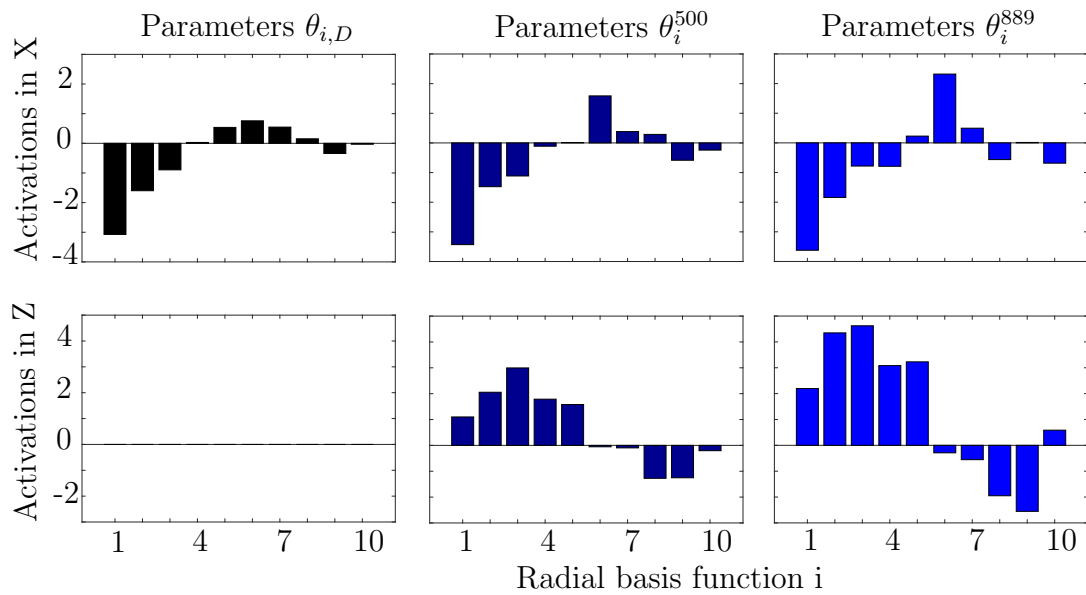 Parameters θ_{i,D} Parameters θ_i^{500} Parameters θ_i^{889}
Activations in X
2
0
-2
-4
Activations in Z
4
2
0
-2
1 4 7 10 1 4 7 10 1 4 7 10
Radial basis function i